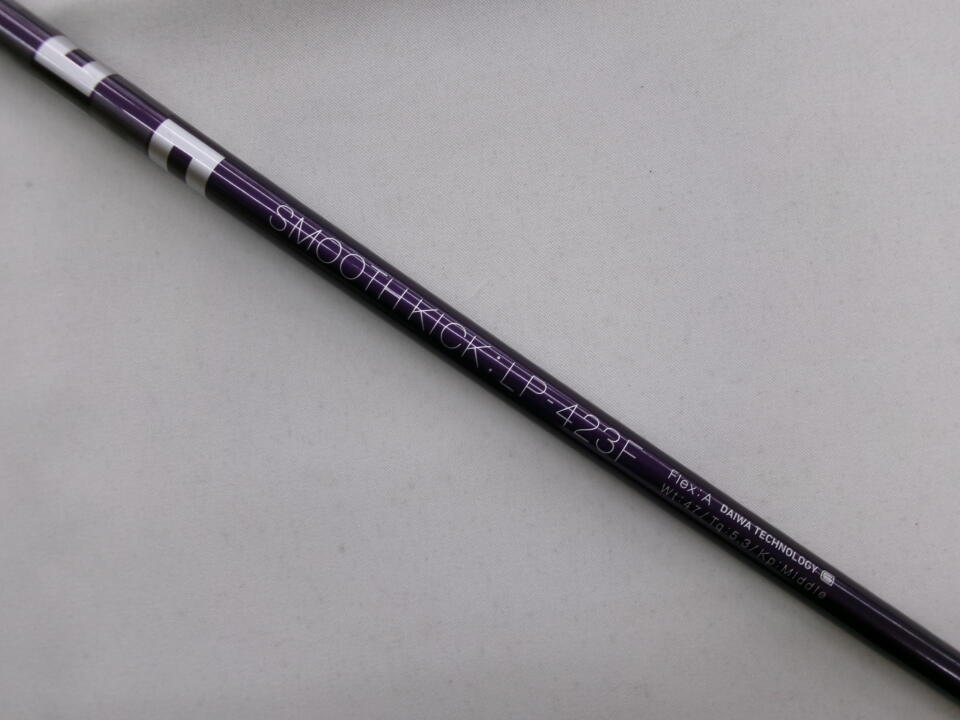 SMOOTH KICK:LP-423F
Flex:A DAIWA TECHNOLOGY
Wt:47/Tq:5.3/Kp:Middle